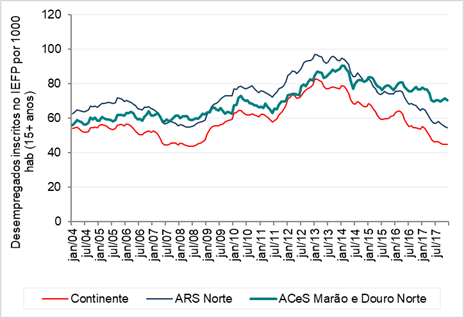 Desempregados inscritos no IEFP por 1000
hab (15+ anos)
120
100
80
60
40
20
0
jan/04
jul/04
jan/05
jul/05
jan/06
jul/06
jan/07
jul/07
jan/08
jul/08
jan/09
jul/09
jan/10
jul/10
jan/11
jul/11
jan/12
jul/12
jan/13
jul/13
jan/14
jul/14
jan/15
jul/15
jan/16
jul/16
jan/17
jul/17
Continente
ARS Norte
ACeS Marão e Douro Norte